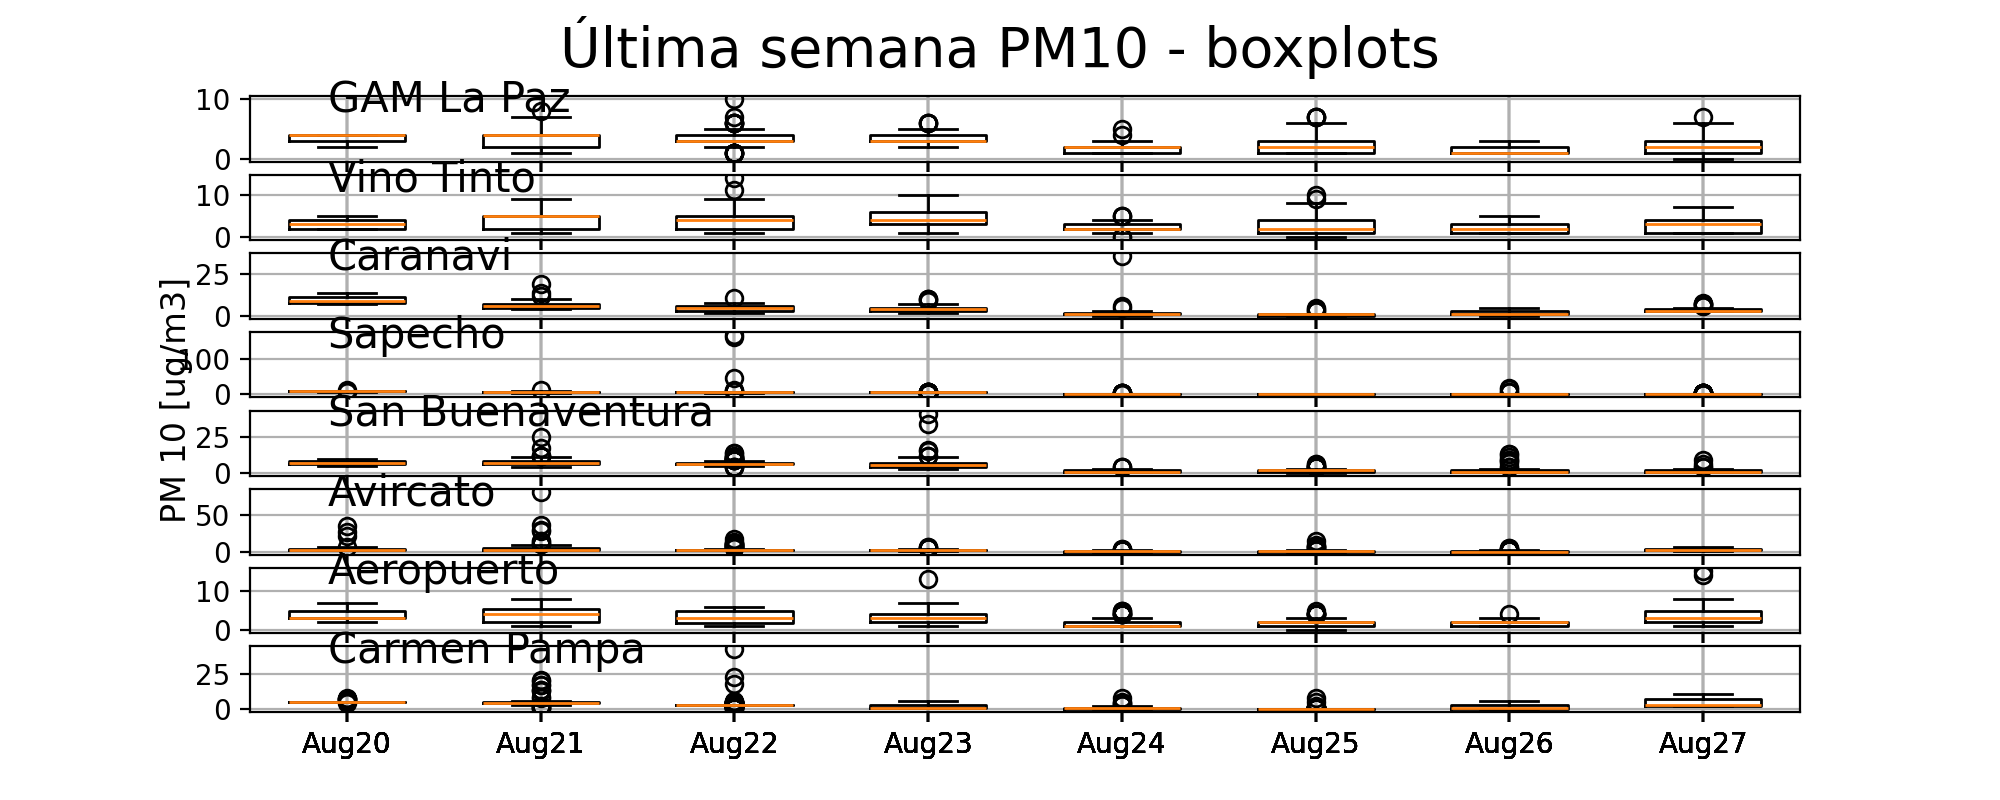 Última semana PM10 - boxplots
GAM La Paz
10
0
Vino Tinto
10
0
Caranavi
25
0
PM 10 [ug/m3]
Sapecho
100
0
San Buenaventura
25
0
Avircato
50
0
Aeropuerto
10
0
Carmen Pampa
25
0
Aug20 Aug21 Aug22 Aug23 Aug24 Aug25 Aug26 Aug27